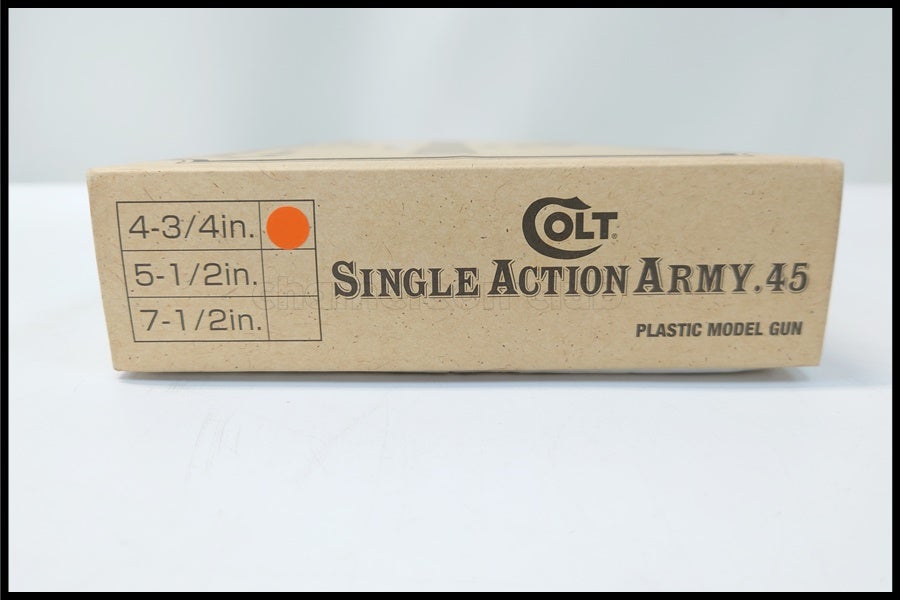 4-3/4in.
5-1/2in.
7-1/2in.
COLT®
SINGLE ACTION ARMY.45
PLASTIC MODEL GUN